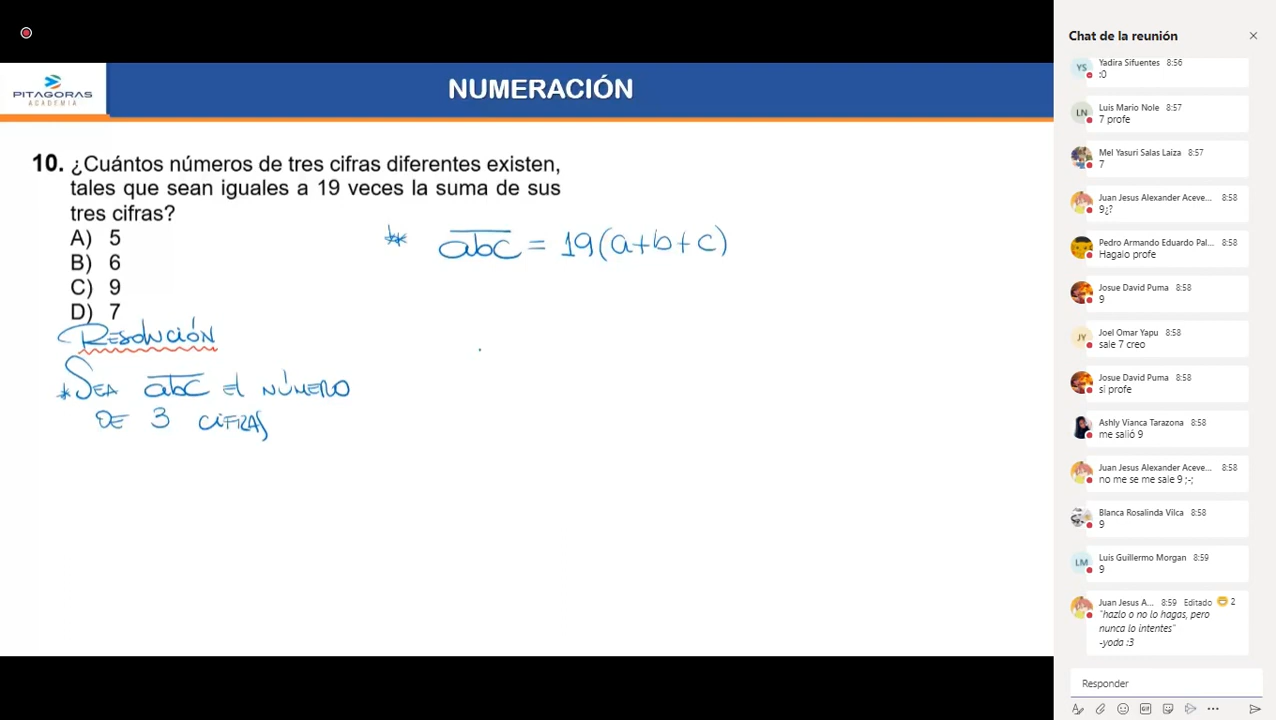 PITAGORAS
ACADEMIA
NUMERACIÓN
10. ¿Cuántos números de tres cifras diferentes existen,
tales que sean iguales a 19 veces la suma de sus
tres cifras?
A) 5
B) 6
C) 9
D) 7
** abc = 19(a+b+c)
RESOLUCIÓN
* SEA abc El NÚMERO
DE 3 CIFRAS
Chat de la reunión
YS
Yadira Sifuentes 8:56
:0
LN
Luis Mario Nole 8:57
7 profe
Mel Yasuri Salas Laiza 8:57
7
Juan Jesus Alexander Aceve... 8:58
9¿?
Pedro Armando Eduardo Pal... 8:58
Hagalo profe
Josue David Puma 8:58
9
JY
Joel Omar Yapu 8:58
sale 7 creo
Josue David Puma 8:58
si profe
Ashly Vianca Tarazona 8:58
me salió 9
Juan Jesus Alexander Aceve... 8:58
no me se me sale 9 ;-;
Blanca Rosalinda Vilca 8:58
9
LM
Luis Guillermo Morgan 8:59
9
Juan Jesus A... 8:59 Editado 2
"hazlo o no lo hagas, pero
nunca lo intentes"
-yoda :3
Responder
GIF